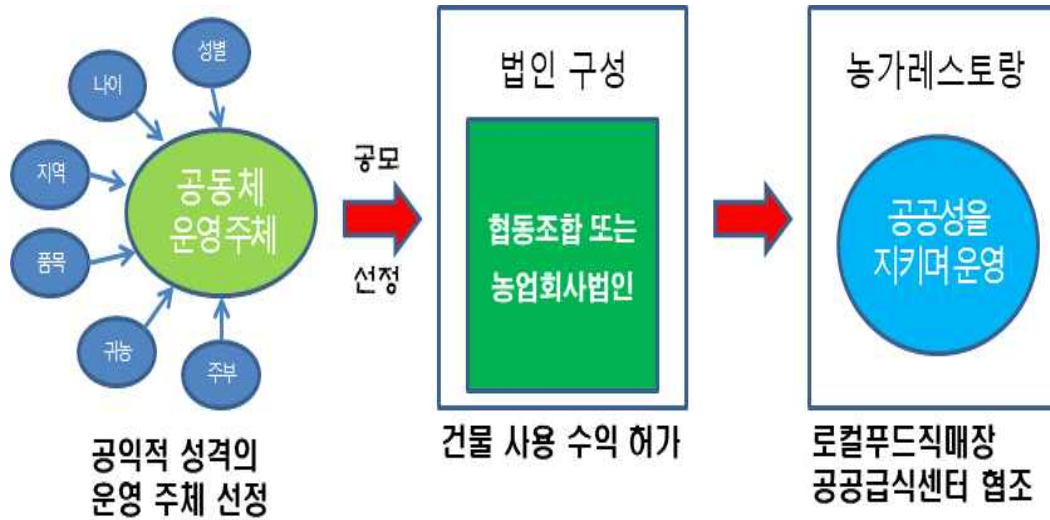 성별
나이
지역
품목
귀농
주부
공동체
운영주체
공익적 성격의
운영 주체 선정
공모
선정
법인 구성
협동조합 또는
농업회사법인
건물 사용 수익 허가
농가레스토랑
공공성을
지키며 운영
로컬푸드직매장
공공급식센터 협조